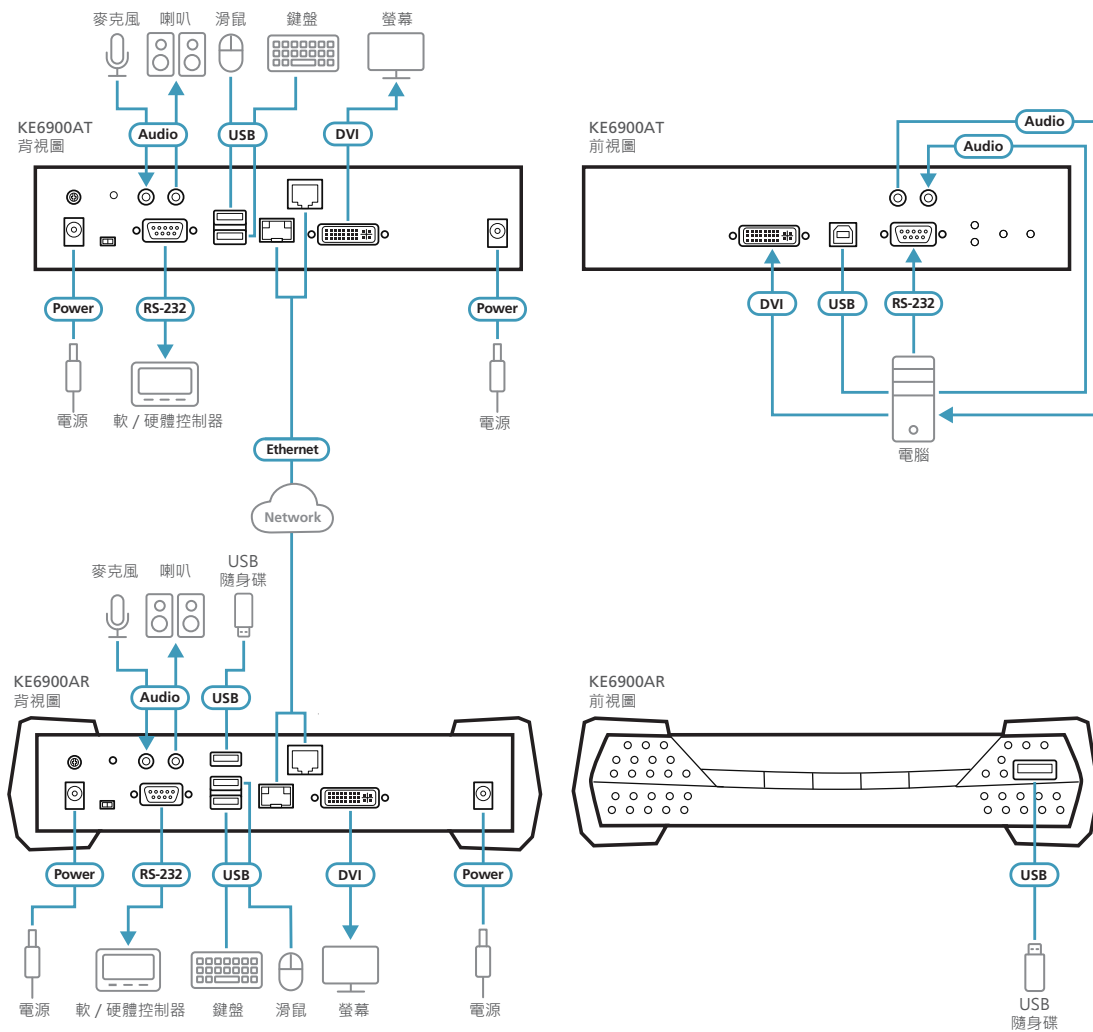 麥克風
喇叭
滑鼠
鍵盤
螢幕
KE6900AT
背視圖
Audio
USB
DVI
Power
RS-232
Power
電源
軟 / 硬體控制器
電源
KE6900AT
前視圖
Audio
Audio
DVI
USB
RS-232
電腦
Ethernet
Network
麥克風
喇叭
USB
隨身碟
KE6900AR
背視圖
Audio
USB
Power
RS-232
USB
DVI
Power
電源
軟 / 硬體控制器
鍵盤
滑鼠
螢幕
電源
KE6900AR
前視圖
USB
USB
隨身碟